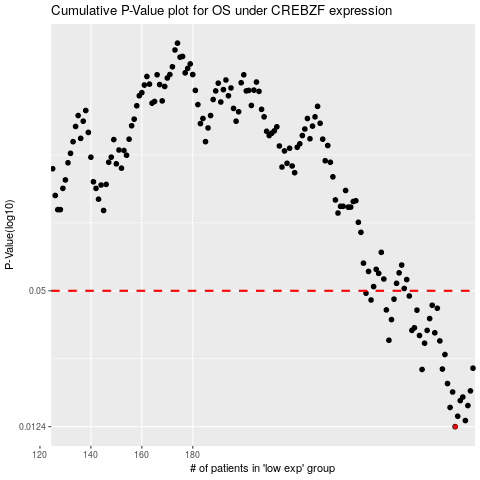 Cumulative P-Value plot for OS under CREBZF expression
P-Value(log10)
0.05
0.0124
120 140 160 180
# of patients in 'low exp' group